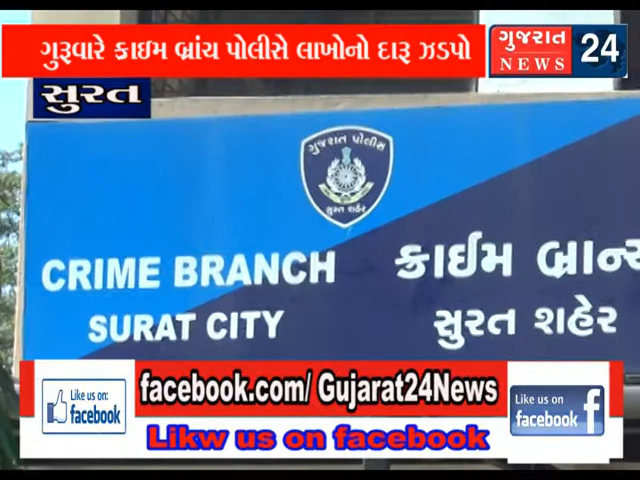 ગુરૂવારે કાઇમ બ્રાંચ પોલીસે લાખોનો દારૂ ઝડપો
ગુજરાત
NEWS
24
સુરત
ગુજરાત પોલીસ
સુરત શહેર
CRIME BRANCH
SURAT CITY
ક્રાઈમ બ્રાન્ચ
સુરત શહેર
Like us on:
facebook
facebook.com/ Gujarat24News
Likw us on facebook
Like us on
facebook
f